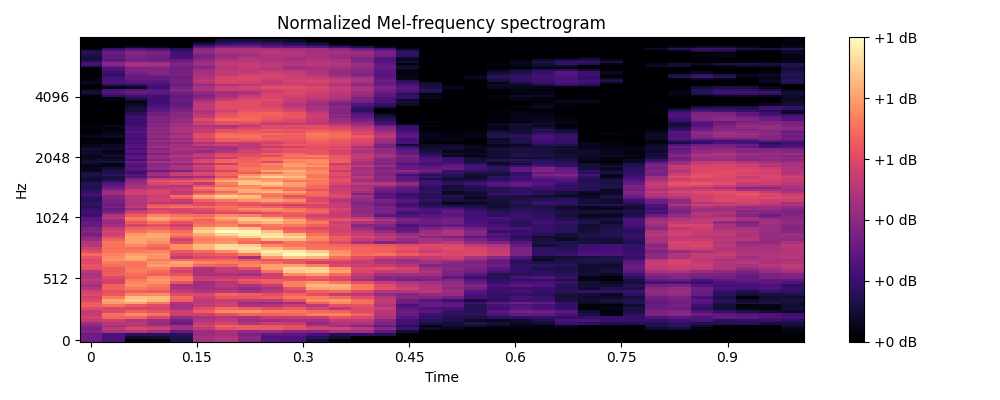 Normalized Mel-frequency spectrogram
Hz
4096
2048
1024
512
0
0 0.15 0.3 0.45 0.6 0.75 0.9
Time
+1 dB
+1 dB
+1 dB
+0 dB
+0 dB
+0 dB